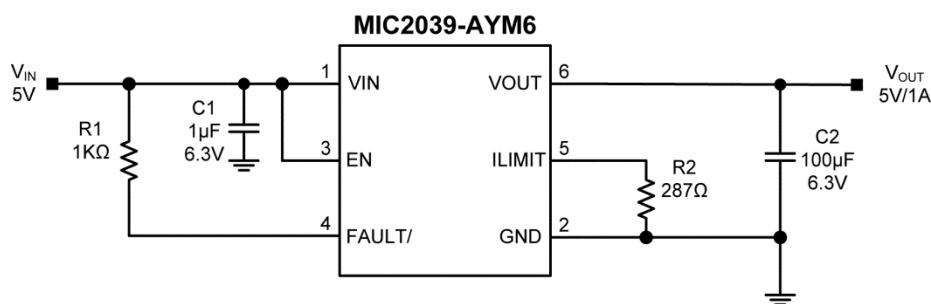 MIC2039-AYM6
VIN
5V
R1
1KΩ
C1
1µF
6.3V
1
VIN
3
EN
4
FAULT/
VOUT
6
ILIMIT
5
GND
2
R2
287Ω
C2
100µF
6.3V
VOUT
5V/1A